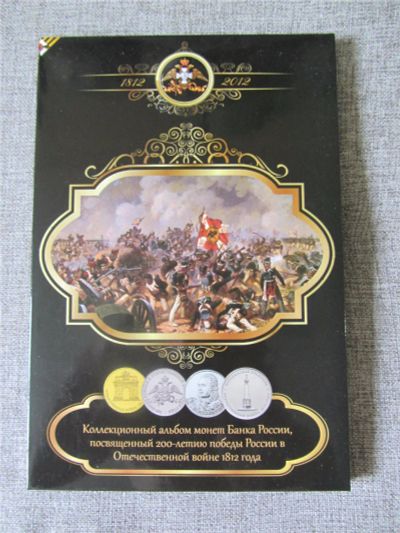 1812 2012
Коллекционный альбом монет Банка России,
посвященный 200-летию победы России в
Отечественной войне 1812 года